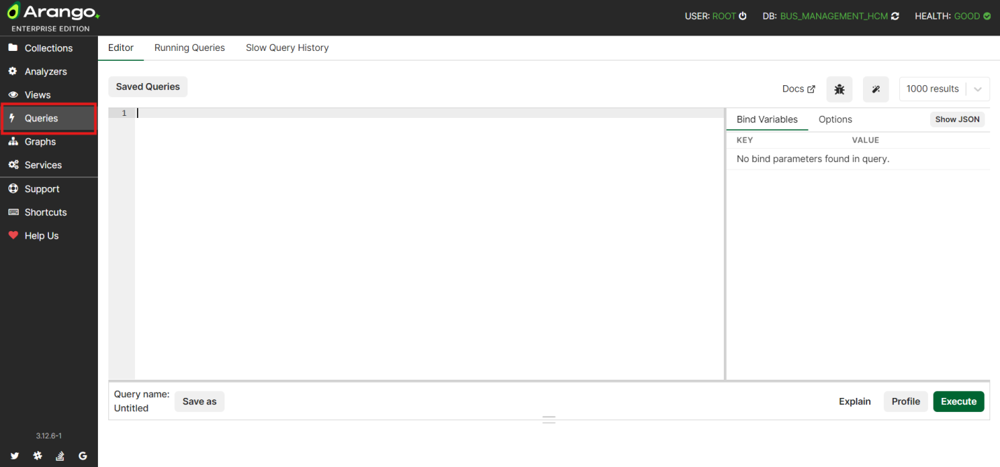 Arango
USER: ROOT DB: BUS_MANAGEMENT_HCM HEALTH: GOOD
ENTERPRISE EDITION
Collections
Analyzers
Views
Queries
Graphs
Services
Support
Shortcuts
Help Us
3.12.6-1
Editor Running Queries Slow Query History
Saved Queries
Docs
1000 results
1
Bind Variables Options Show JSON
KEY VALUE
No bind parameters found in query.
Query name:
Untitled
Save as
Explain Profile Execute